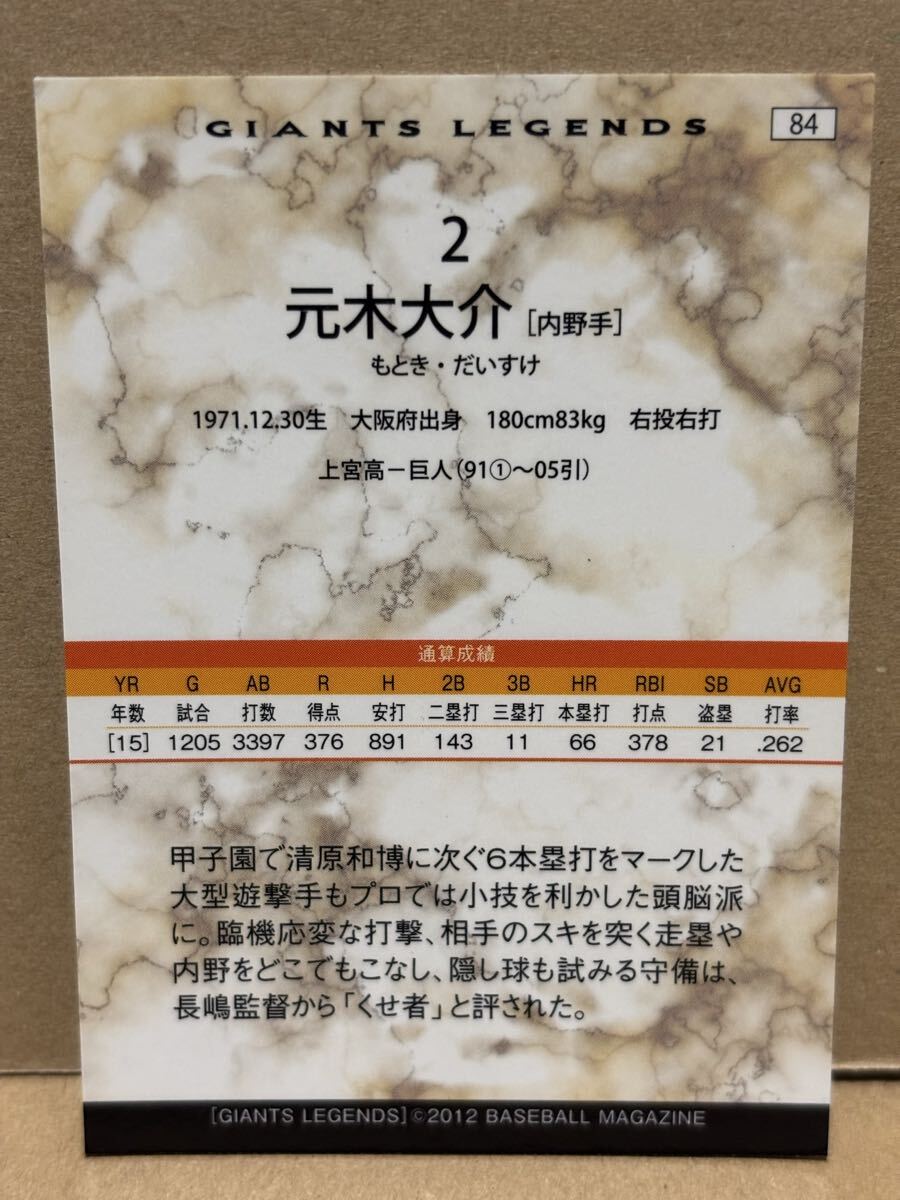 GIANTS LEGENDS 84
2
元木大介 [内野手]
もとき・だいすけ
1971.12.30生 大阪府出身 180cm83kg 右投右打
上宮高－巨人(91①～05引)
通算成績
YR G AB R H 2B 3B HR RBI SB AVG
年数 試合 打数 得点 安打 二塁打 三塁打 本塁打 打点 盗塁 打率
[15] 1205 3397 376 891 143 11 66 378 21 .262
甲子園で清原和博に次ぐ6本塁打をマークした
大型遊撃手もプロでは小技を利かした頭脳派
に。臨機応変な打撃、相手のスキを突く走塁や
内野をどこでもこなし、隠し球も試みる守備は、
長嶋監督から「くせ者」と評された。
[GIANTS LEGENDS]©2012 BASEBALL MAGAZINE